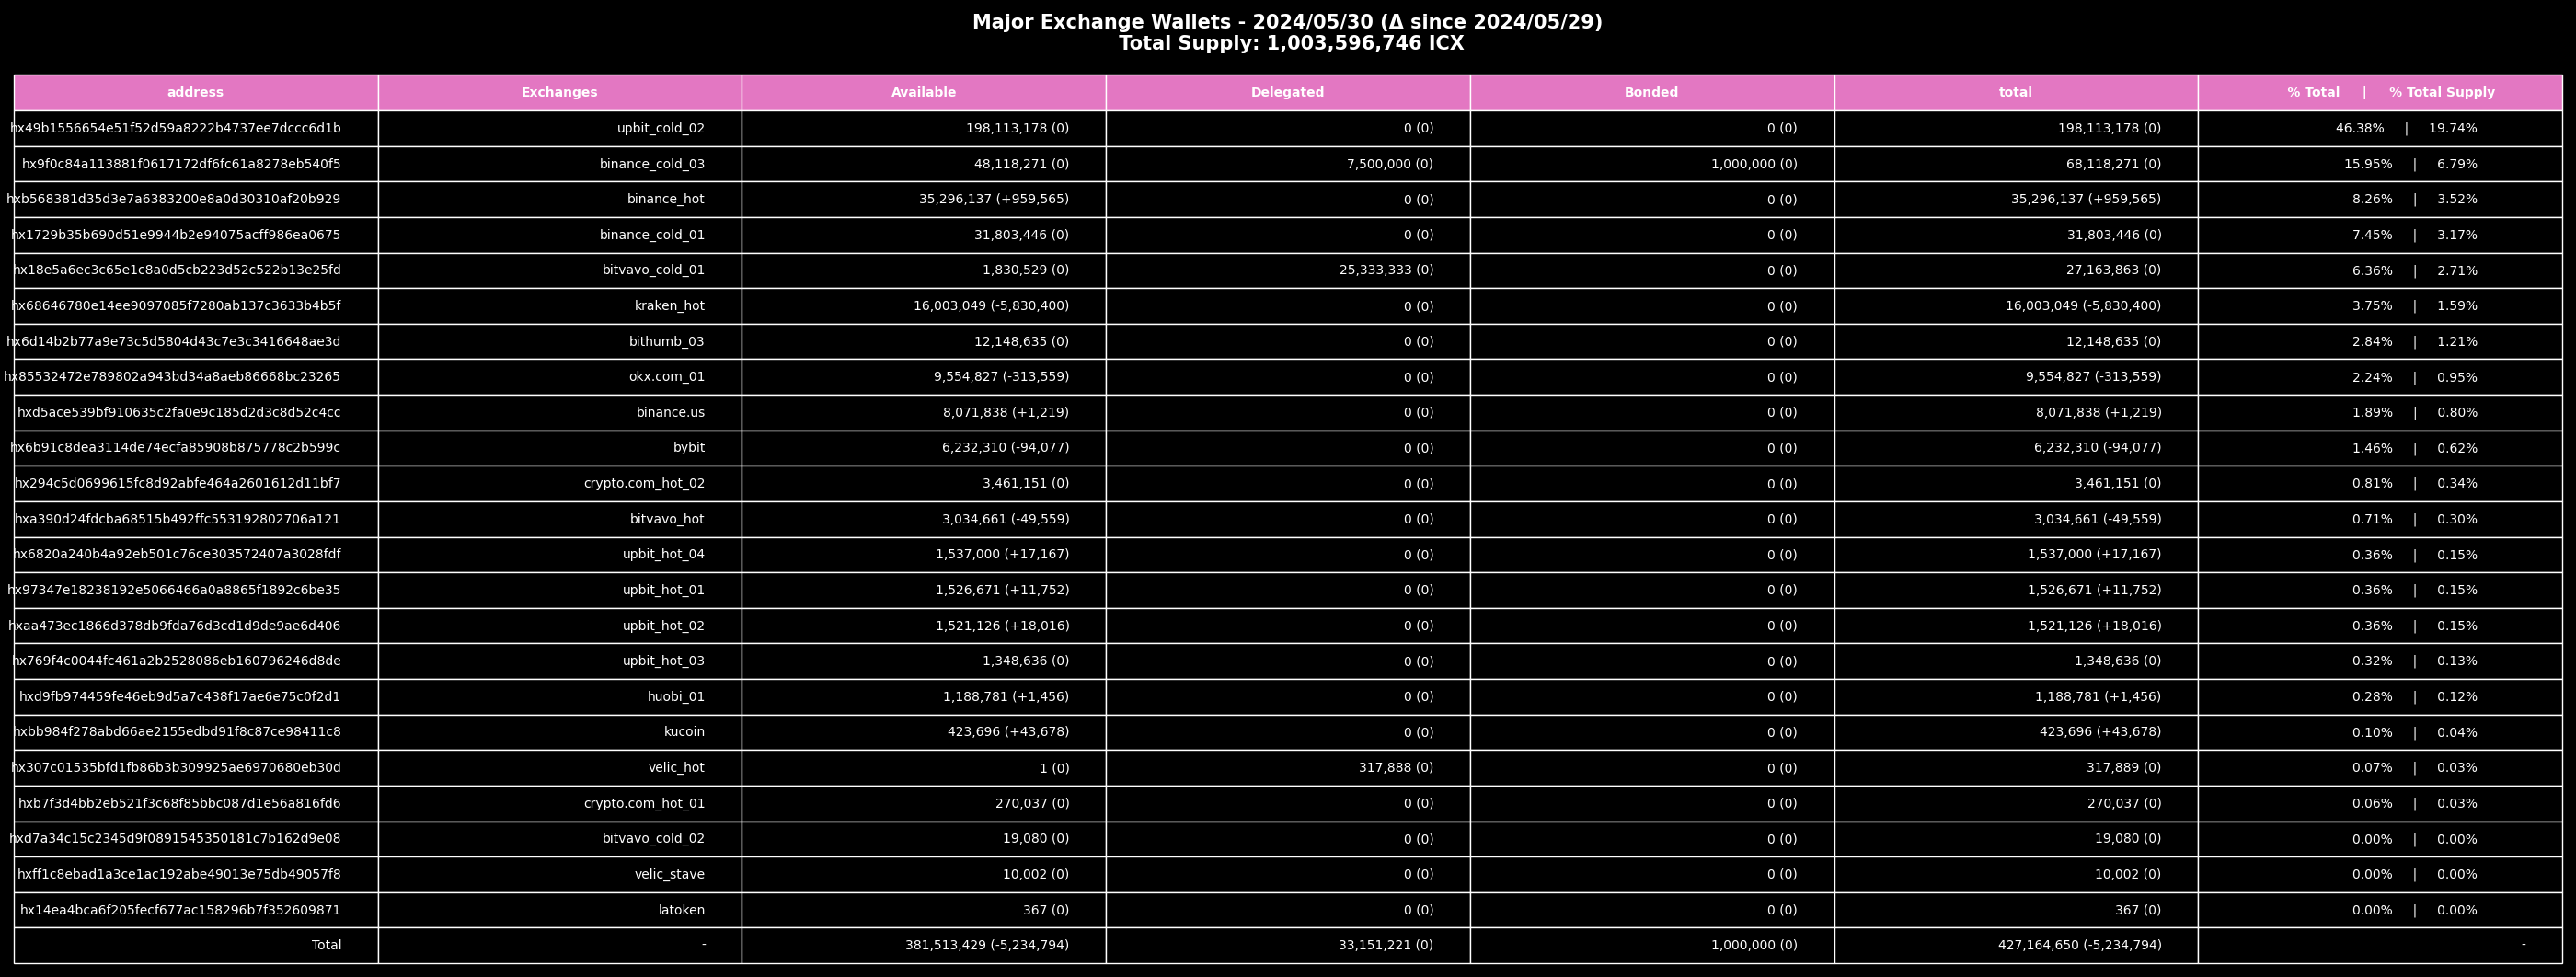 Major Exchange Wallets - 2024/05/30 (Δ since 2024/05/29)
Total Supply: 1,003,596,746 ICX
address Exchanges Available Delegated Bonded total % Total | % Total Supply
hx49b1556654e51f52d59a8222b4737ee7dccc6d1b upbit_cold_02 198,113,178 (0) 0 (0) 0 (0) 198,113,178 (0) 46.38% | 19.74%
hx9f0c84a113881f0617172df6fc61a8278eb540f5 binance_cold_03 48,118,271 (0) 7,500,000 (0) 1,000,000 (0) 68,118,271 (0) 15.95% | 6.79%
hxb568381d35d3e7a6383200e8a0d30310af20b929 binance_hot 35,296,137 (+959,565) 0 (0) 0 (0) 35,296,137 (+959,565) 8.26% | 3.52%
hx1729b35b690d51e9944b2e94075acff986ea0675 binance_cold_01 31,803,446 (0) 0 (0) 0 (0) 31,803,446 (0) 7.45% | 3.17%
hx18e5a6ec3c65e1c8a0d5cb223d52c522b13e25fd bitvavo_cold_01 1,830,529 (0) 25,333,333 (0) 0 (0) 27,163,863 (0) 6.36% | 2.71%
hx68646780e14ee9097085f7280ab137c3633b4b5f kraken_hot 16,003,049 (-5,830,400) 0 (0) 0 (0) 16,003,049 (-5,830,400) 3.75% | 1.59%
hx6d14b2b77a9e73c5d5804d43c7e3c3416648ae3d bithumb_03 12,148,635 (0) 0 (0) 0 (0) 12,148,635 (0) 2.84% | 1.21%
hx85532472e789802a943bd34a8aeb86668bc23265 okx.com_01 9,554,827 (-313,559) 0 (0) 0 (0) 9,554,827 (-313,559) 2.24% | 0.95%
hxd5ace539bf910635c2fa0e9c185d2d3c8d52c4cc binance.us 8,071,838 (+1,219) 0 (0) 0 (0) 8,071,838 (+1,219) 1.89% | 0.80%
hx6b91c8dea3114de74ecfa85908b875778c2b599c bybit 6,232,310 (-94,077) 0 (0) 0 (0) 6,232,310 (-94,077) 1.46% | 0.62%
hx294c5d0699615fc8d92abfe464a2601612d11bf7 crypto.com_hot_02 3,461,151 (0) 0 (0) 0 (0) 3,461,151 (0) 0.81% | 0.34%
hxa390d24fdcba68515b492ffc553192802706a121 bitvavo_hot 3,034,661 (-49,559) 0 (0) 0 (0) 3,034,661 (-49,559) 0.71% | 0.30%
hx6820a240b4a92eb501c76ce303572407a3028fdf upbit_hot_04 1,537,000 (+17,167) 0 (0) 0 (0) 1,537,000 (+17,167) 0.36% | 0.15%
hx97347e18238192e5066466a0a8865f1892c6be35 upbit_hot_01 1,526,671 (+11,752) 0 (0) 0 (0) 1,526,671 (+11,752) 0.36% | 0.15%
hxaa473ec1866d378db9fda76d3cd1d9de9ae6d406 upbit_hot_02 1,521,126 (+18,016) 0 (0) 0 (0) 1,521,126 (+18,016) 0.36% | 0.15%
hx769f4c0044fc461a2b2528086eb160796246d8de upbit_hot_03 1,348,636 (0) 0 (0) 0 (0) 1,348,636 (0) 0.32% | 0.13%
hxd9fb974459fe46eb9d5a7c438f17ae6e75c0f2d1 huobi_01 1,188,781 (+1,456) 0 (0) 0 (0) 1,188,781 (+1,456) 0.28% | 0.12%
hxbb984f278abd66ae2155edbd91f8c87ce98411c8 kucoin 423,696 (+43,678) 0 (0) 0 (0) 423,696 (+43,678) 0.10% | 0.04%
hx307c01535bfd1fb86b3b309925ae6970680eb30d velic_hot 1 (0) 317,888 (0) 0 (0) 317,889 (0) 0.07% | 0.03%
hxb7f3d4bb2eb521f3c68f85bbc087d1e56a816fd6 crypto.com_hot_01 270,037 (0) 0 (0) 0 (0) 270,037 (0) 0.06% | 0.03%
hxd7a34c15c2345d9f0891545350181c7b162d9e08 bitvavo_cold_02 19,080 (0) 0 (0) 0 (0) 19,080 (0) 0.00% | 0.00%
hxff1c8ebad1a3ce1ac192abe49013e75db49057f8 velic_stave 10,002 (0) 0 (0) 0 (0) 10,002 (0) 0.00% | 0.00%
hx14ea4bca6f205fecf677ac158296b7f352609871 latoken 367 (0) 0 (0) 0 (0) 367 (0) 0.00% | 0.00%
Total - 381,513,429 (-5,234,794) 33,151,221 (0) 1,000,000 (0) 427,164,650 (-5,234,794) -